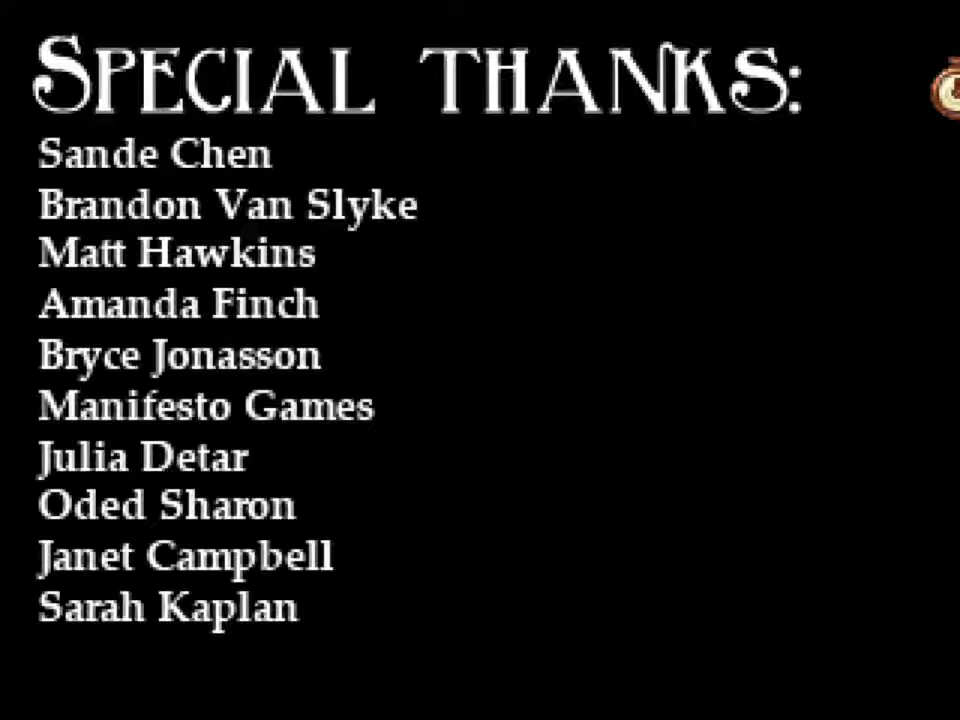 Special thanks:
Sande Chen
Brandon Van Slyke
Matt Hawkins
Amanda Finch
Bryce Jonasson
Manifesto Games
Julia Detar
Oded Sharon
Janet Campbell
Sarah Kaplan